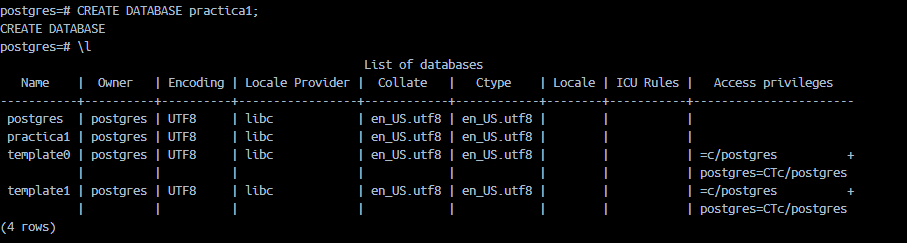 postgres=# CREATE DATABASE practica1;
CREATE DATABASE
postgres=# \l
                                                List of databases
   Name    |  Owner   | Encoding | Locale Provider |  Collate   |   Ctype    | Locale | ICU Rules |   Access privileges
-----------+----------+----------+-----------------+------------+------------+--------+-----------+-----------------------
 postgres  | postgres | UTF8     | libc            | en_US.utf8 | en_US.utf8 |        |           |
 practica1 | postgres | UTF8     | libc            | en_US.utf8 | en_US.utf8 |        |           |
 template0 | postgres | UTF8     | libc            | en_US.utf8 | en_US.utf8 |        |           | =c/postgres          +
           |          |          |                 |            |            |        |           | postgres=CTc/postgres
 template1 | postgres | UTF8     | libc            | en_US.utf8 | en_US.utf8 |        |           | =c/postgres          +
           |          |          |                 |            |            |        |           | postgres=CTc/postgres
(4 rows)